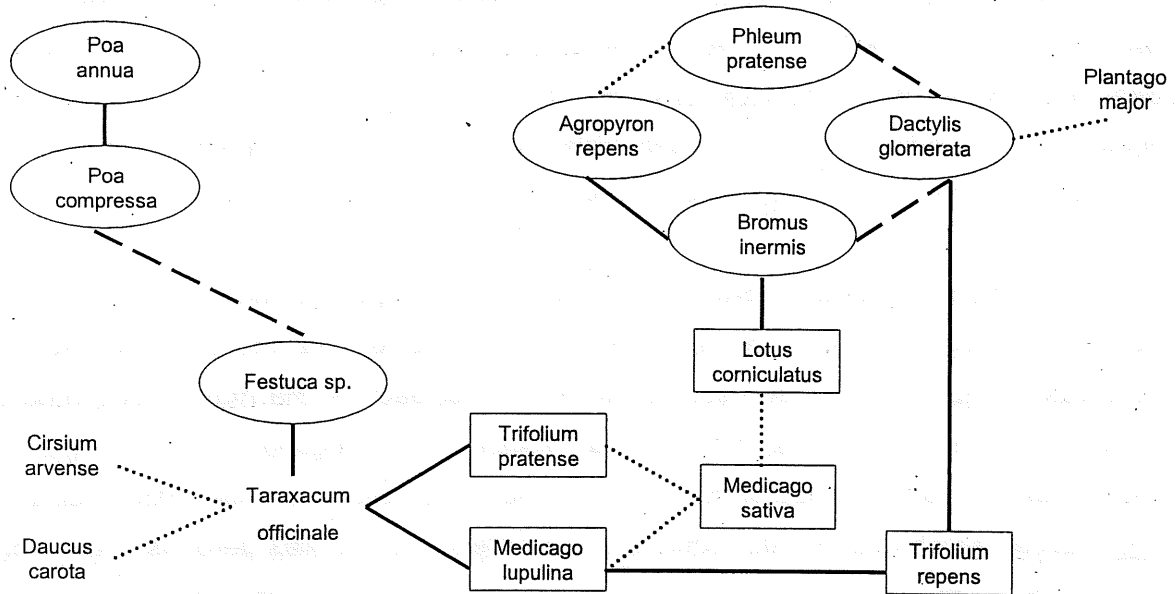 Poa
annua
Phleum
pratense
Plantago
major
Agropyron
repens
Dactylis
glomerata
Poa
compressa
Bromus
inermis
Lotus
corniculatus
Festuca sp.
Cirsium
arvense
Trifolium
pratense
Taraxacum
officinale
Medicago
sativa
Daucus
carota
Medicago
lupulina
Trifolium
repens